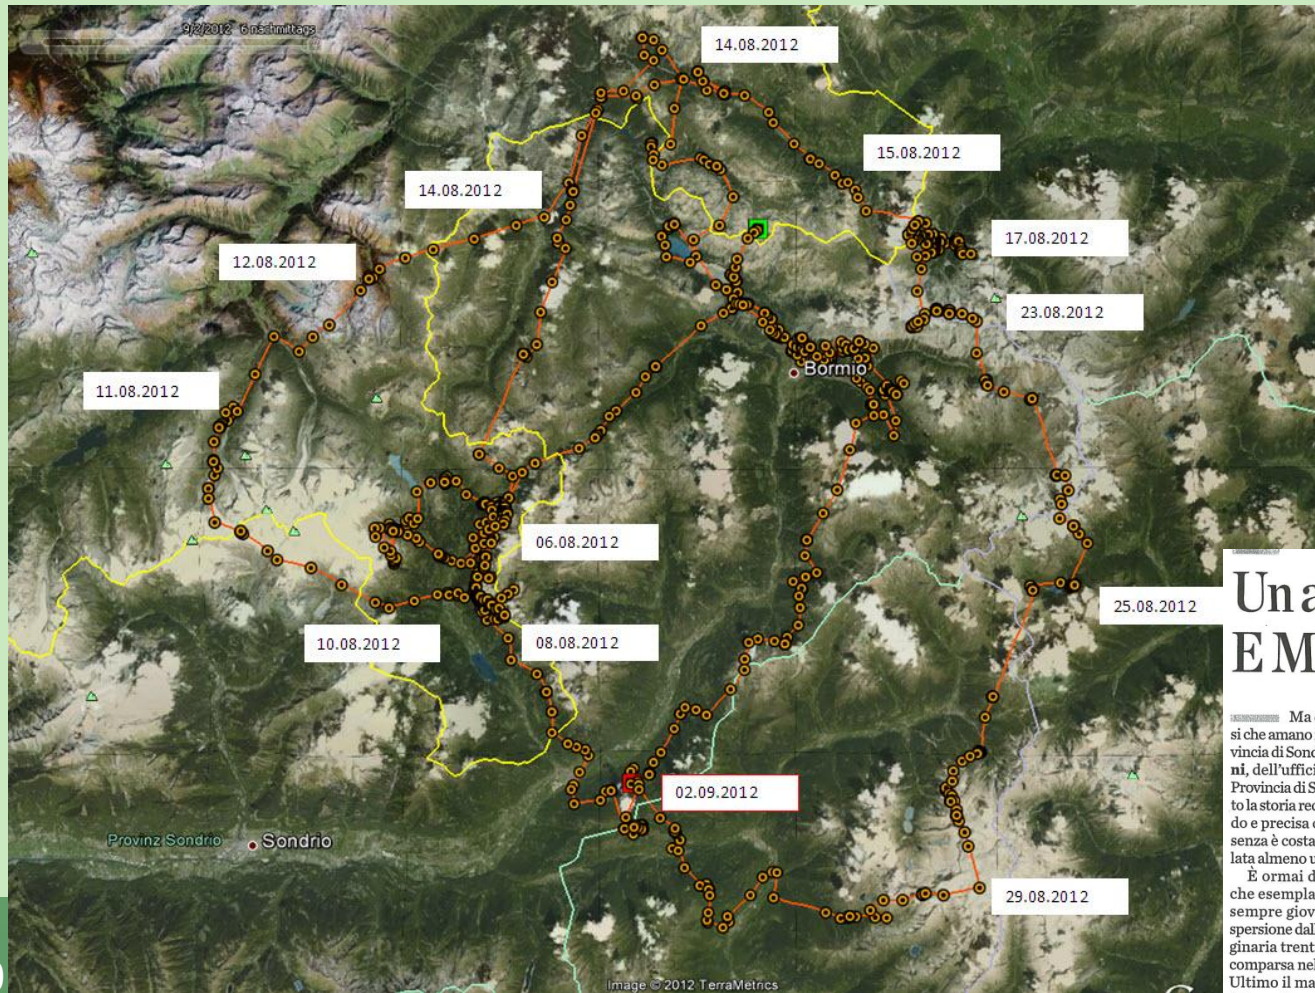 9/2/2012 6 nachmittags
14.08.2012
15.08.2012
14.08.2012
17.08.2012
12.08.2012
23.08.2012
Bormio
11.08.2012
06.08.2012
25.08.2012
08.08.2012
10.08.2012
02.09.2012
Provinz Sondrio
Sondrio
29.08.2012
Image © 2012 TerraMetrics
Una
E M
Ma
si che amano
vincia di Sond
ni, dell'uffici
Provincia di S
to la storia rec
do e precisa
senza è costa
lata almeno u
È ormai d
che esempla
sempre giov
spersione dal
ginaria trent
comparsa nel
Ultimo il ma